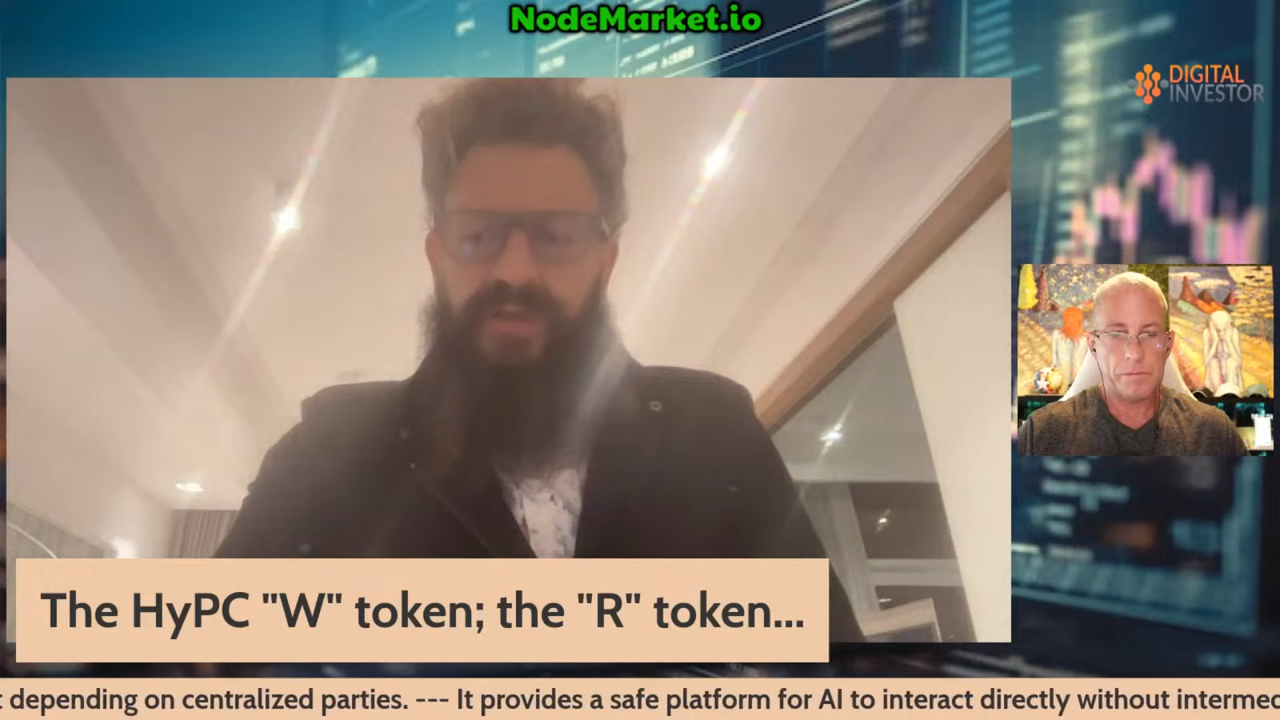 NodeMarket.io
DIGITAL
INVESTOR
The HyPC "W" token; the "R" token...
depending on centralized parties. --- It provides a safe platform for AI to interact directly without